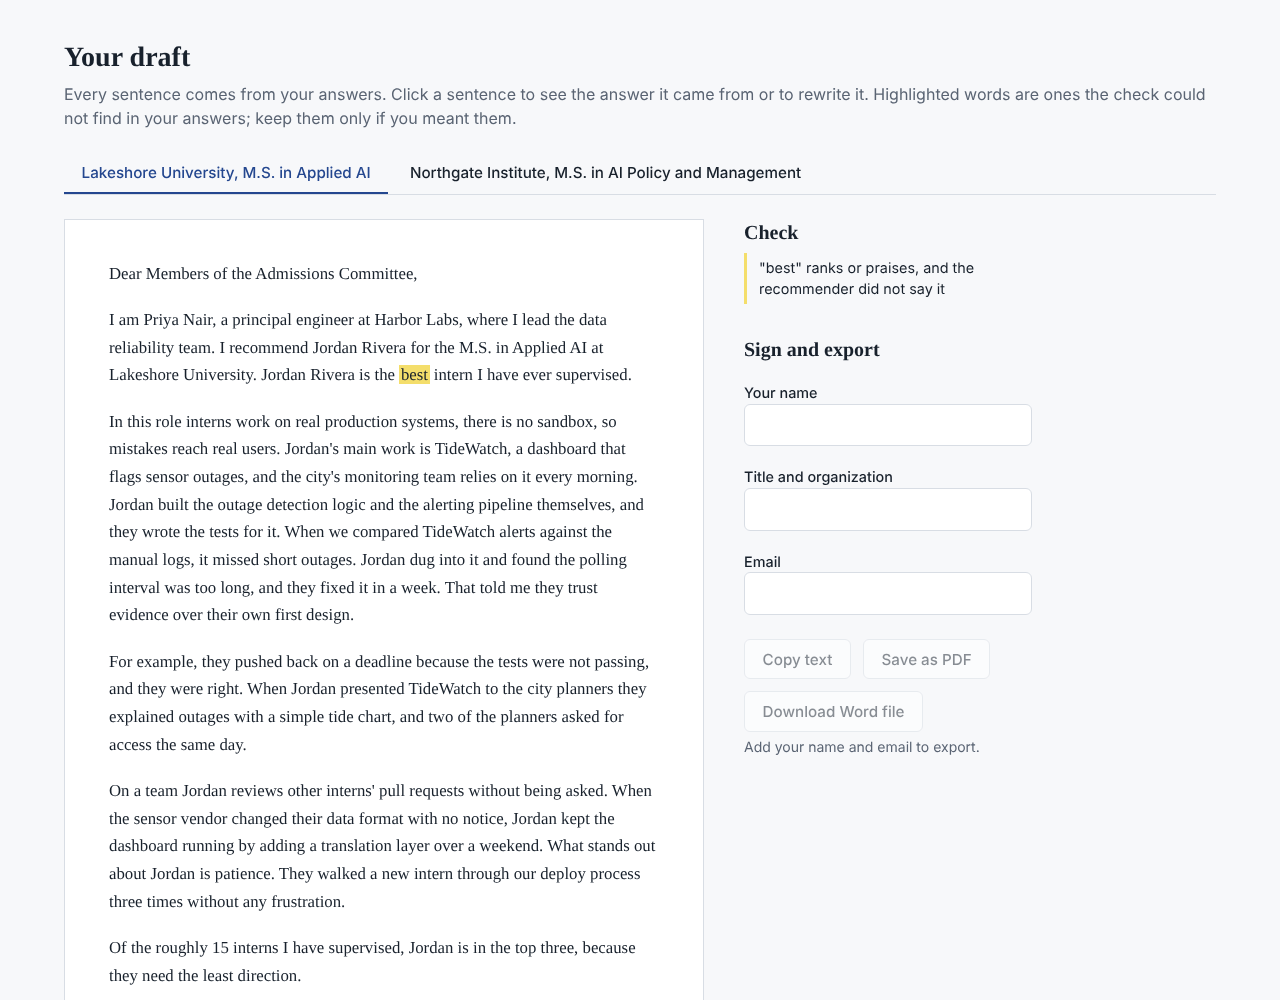 Your draft
Every sentence comes from your answers. Click a sentence to see the answer it came from or to rewrite it. Highlighted words are ones the check could
not find in your answers; keep them only if you meant them.
Lakeshore University, M.S. in Applied AI
Northgate Institute, M.S. in AI Policy and Management
Dear Members of the Admissions Committee,
I am Priya Nair, a principal engineer at Harbor Labs, where I lead the data
reliability team. I recommend Jordan Rivera for the M.S. in Applied AI at
Lakeshore University. Jordan Rivera is the best intern I have ever supervised.
In this role interns work on real production systems, there is no sandbox, so
mistakes reach real users. Jordan's main work is TideWatch, a dashboard that
flags sensor outages, and the city's monitoring team relies on it every morning.
Jordan built the outage detection logic and the alerting pipeline themselves, and
they wrote the tests for it. When we compared TideWatch alerts against the
manual logs, it missed short outages. Jordan dug into it and found the polling
interval was too long, and they fixed it in a week. That told me they trust
evidence over their own first design.
For example, they pushed back on a deadline because the tests were not passing,
and they were right. When Jordan presented TideWatch to the city planners they
explained outages with a simple tide chart, and two of the planners asked for
access the same day.
On a team Jordan reviews other interns' pull requests without being asked. When
the sensor vendor changed their data format with no notice, Jordan kept the
dashboard running by adding a translation layer over a weekend. What stands out
about Jordan is patience. They walked a new intern through our deploy process
three times without any frustration.
Of the roughly 15 interns I have supervised, Jordan is in the top three, because
they need the least direction.
Check
"best" ranks or praises, and the
recommender did not say it
Sign and export
Your name
Title and organization
Email
Copy text
Save as PDF
Download Word file
Add your name and email to export.